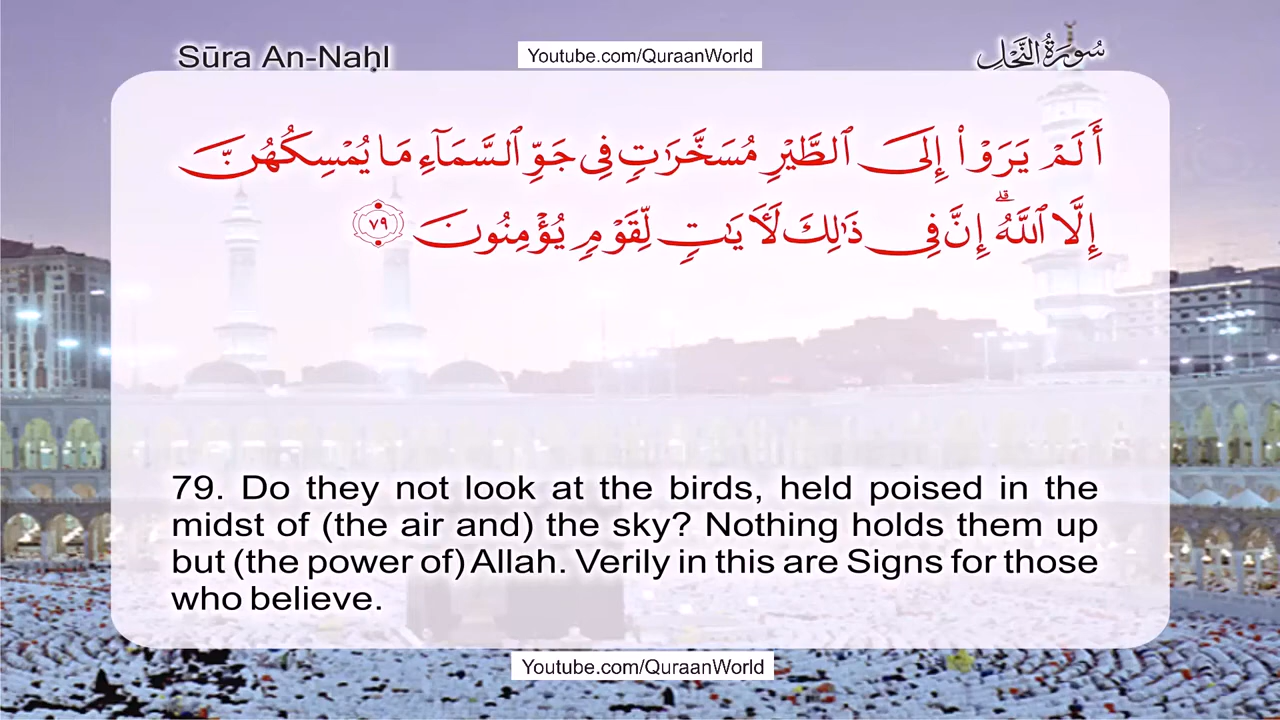 Sūra An-Naḥl
Youtube.com/QuraanWorld
سُورَةُ النَّحْلِ
أَلَمْ يَرَوْا۟ إِلَى ٱلطَّيْرِ مُسَخَّرَٰتٍ فِى جَوِّ ٱلسَّمَآءِ مَا يُمْسِكُهُنَّ
إِلَّا ٱللَّهُ ۗ إِنَّ فِى ذَٰلِكَ لَـَٔايَـٰتٍ لِّقَوْمٍ يُؤْمِنُونَ ٧٩
79. Do they not look at the birds, held poised in the
midst of (the air and) the sky? Nothing holds them up
but (the power of) Allah. Verily in this are Signs for those
who believe.
Youtube.com/QuraanWorld